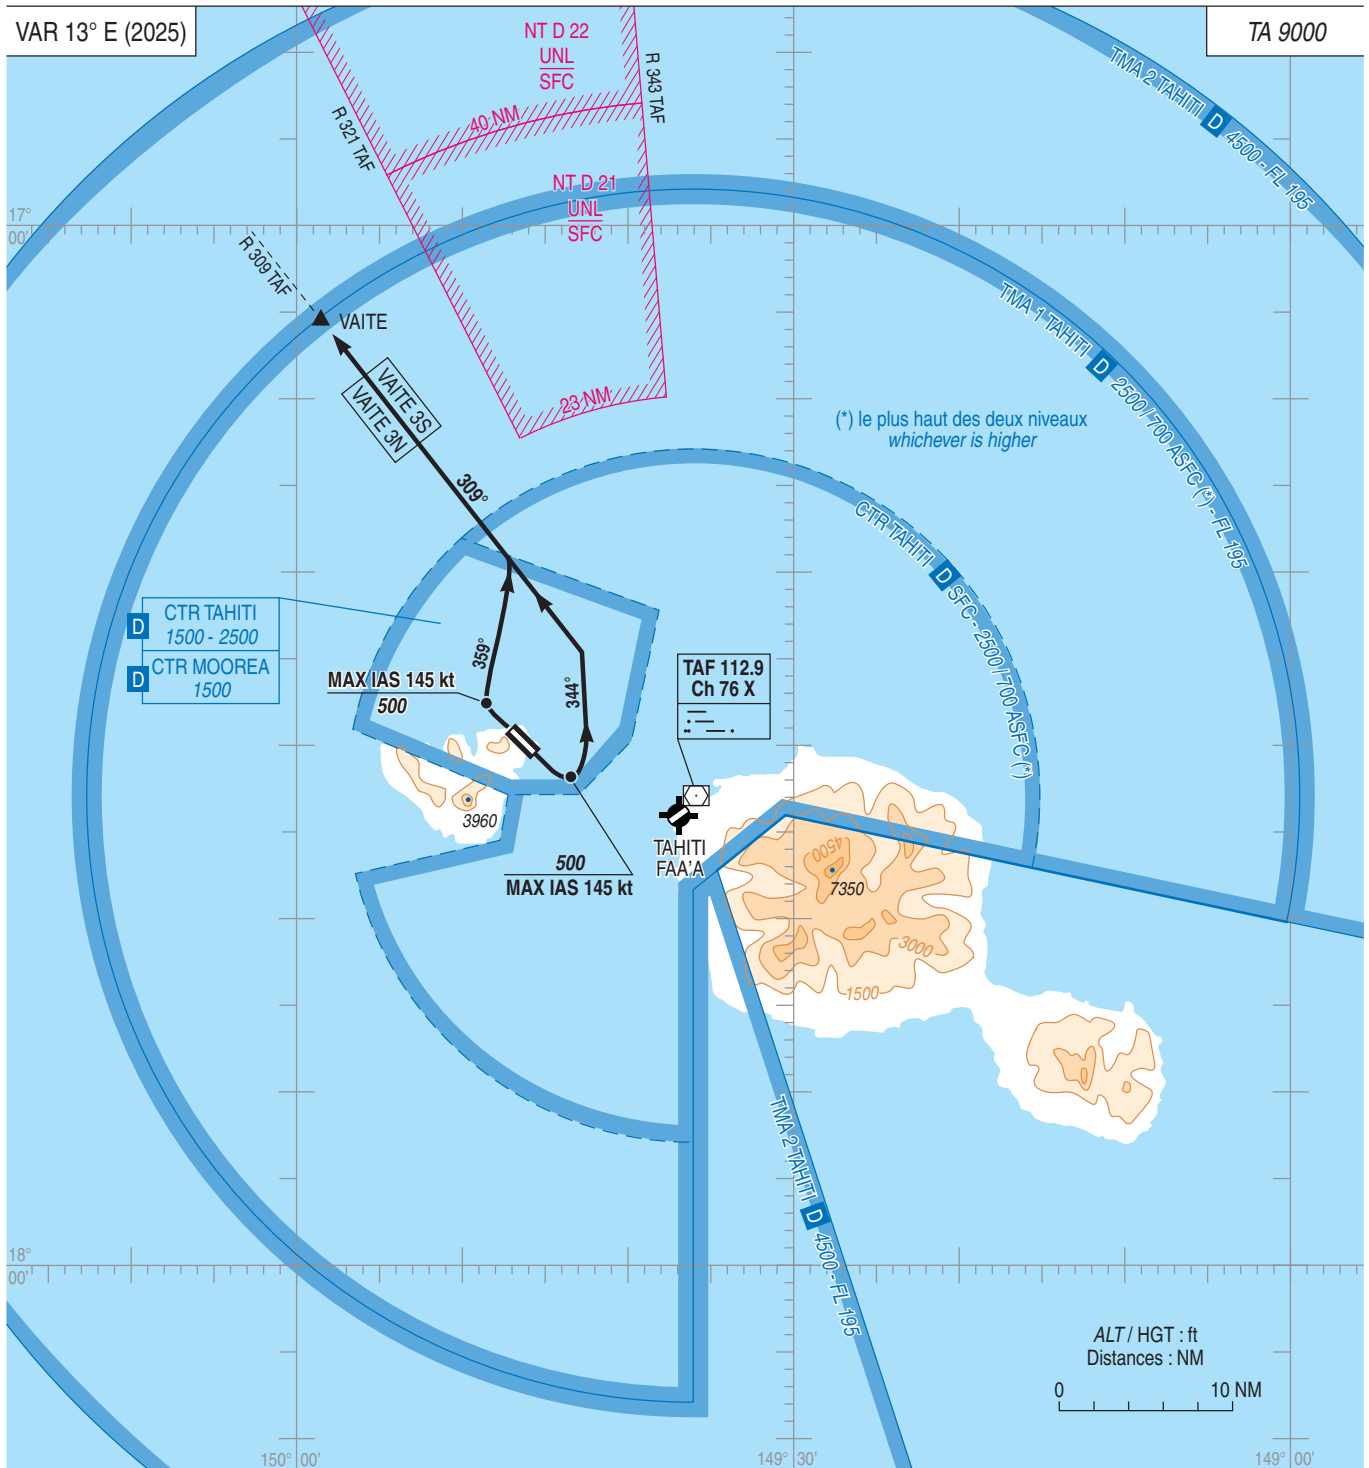 VAR 13° E (2025)
TA 9000
NT D 22
UNL
SFC
R 343 TAF
R 321 TAF
40 NM
TMA 2 TAHITI D 4500 - FL 195
NT D 21
UNL
SFC
17°
00'
R 309 TAF
VAITE
TMA 1 TAHITI D 2500 / 700 ASFC (*) - FL 195
VAITE 3S
VAITE 3N
23 NM
(*) le plus haut des deux niveaux
whichever is higher
309°
CTR TAHITI D SFC - 2500 / 700 ASFC (*)
D CTR TAHITI
1500 - 2500
D CTR MOOREA
1500
359°
344°
MAX IAS 145 kt
500
TAF 112.9
Ch 76 X
3960
TAHITI
FAA'A
500
MAX IAS 145 kt
4500
7350
3000
1500
TMA 2 TAHITI D 4500 - FL 195
18°
00'
ALT / HGT : ft
Distances : NM
0 10 NM
150° 00'
149° 30'
149° 00'